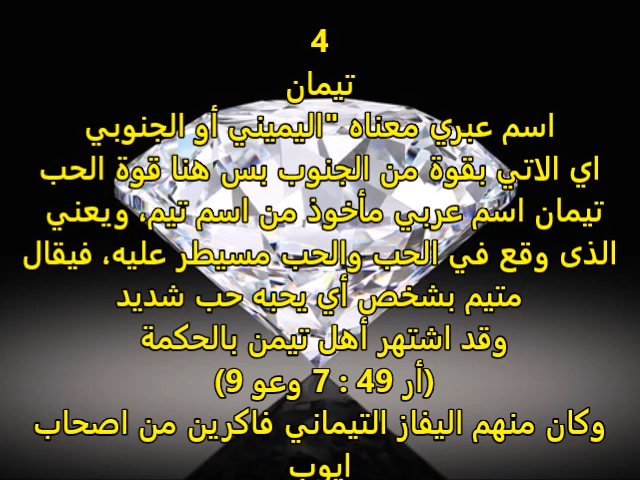 4
تيمان
اسم عبري معناه "اليميني أو الجنوبي
اي الاتي بقوة من الجنوب بس هنا قوة الحب
تيمان اسم عربي مأخوذ من اسم تيم، ويعني
الذى وقع في الحب والحب مسيطر عليه، فيقال
متيم بشخص أي يحبه حب شديد
وقد اشتهر أهل تيمن بالحكمة
(أر 49 : 7 وعو 9)
وكان منهم اليفاز التيماني فاكرين من اصحاب
ايوب